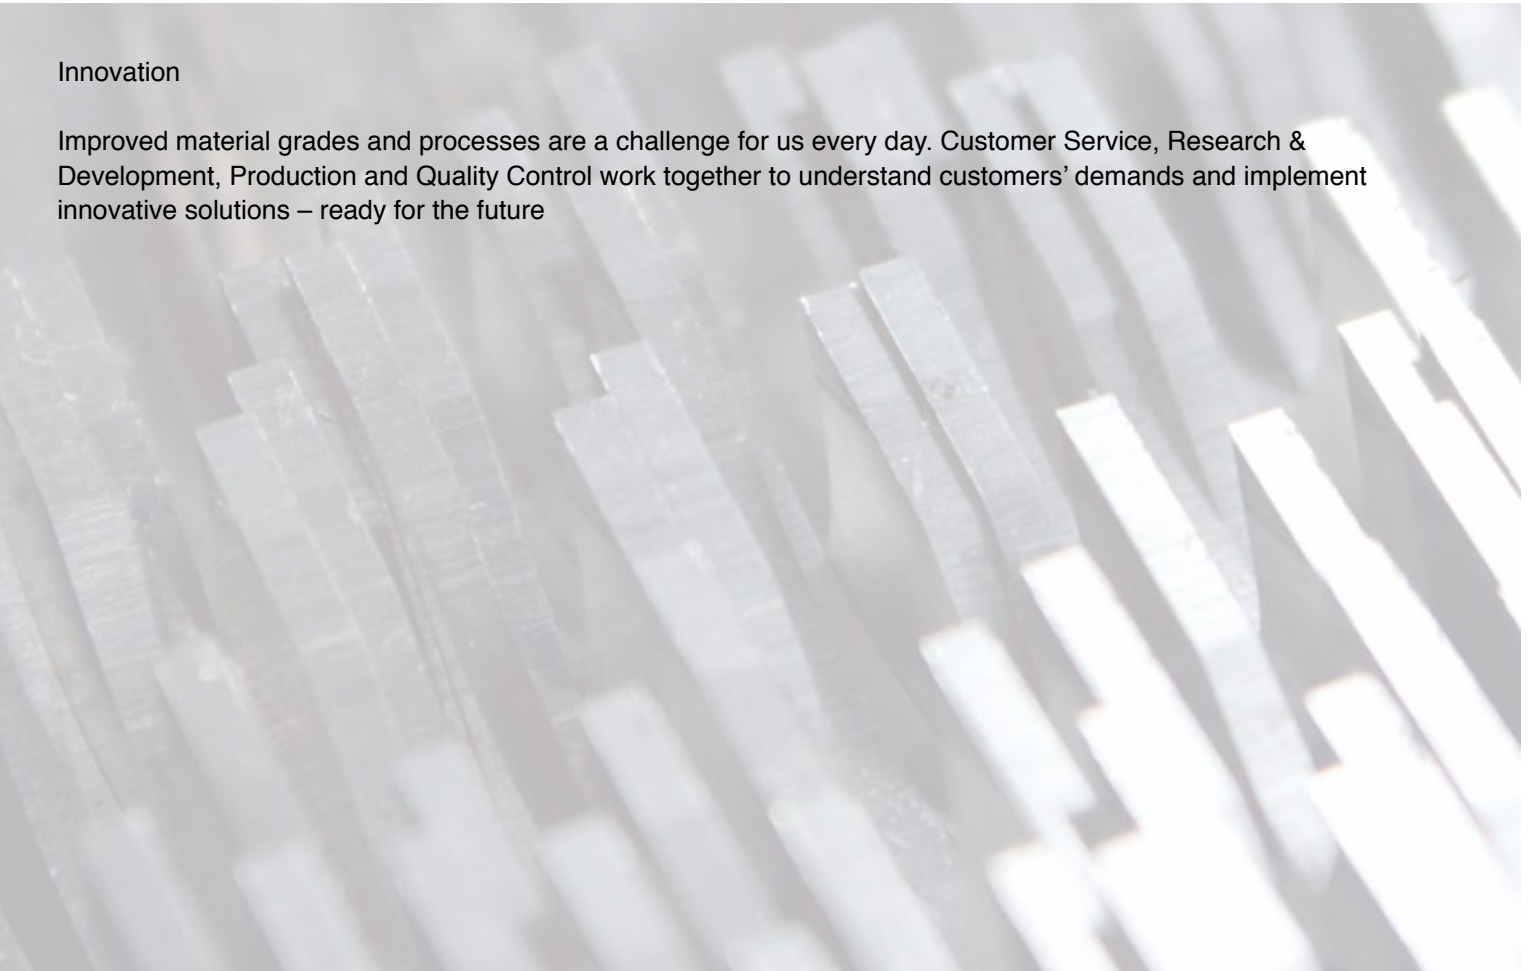 Innovation
Improved material grades and processes are a challenge for us every day. Customer Service, Research &
Development, Production and Quality Control work together to understand customers’ demands and implement
innovative solutions – ready for the future